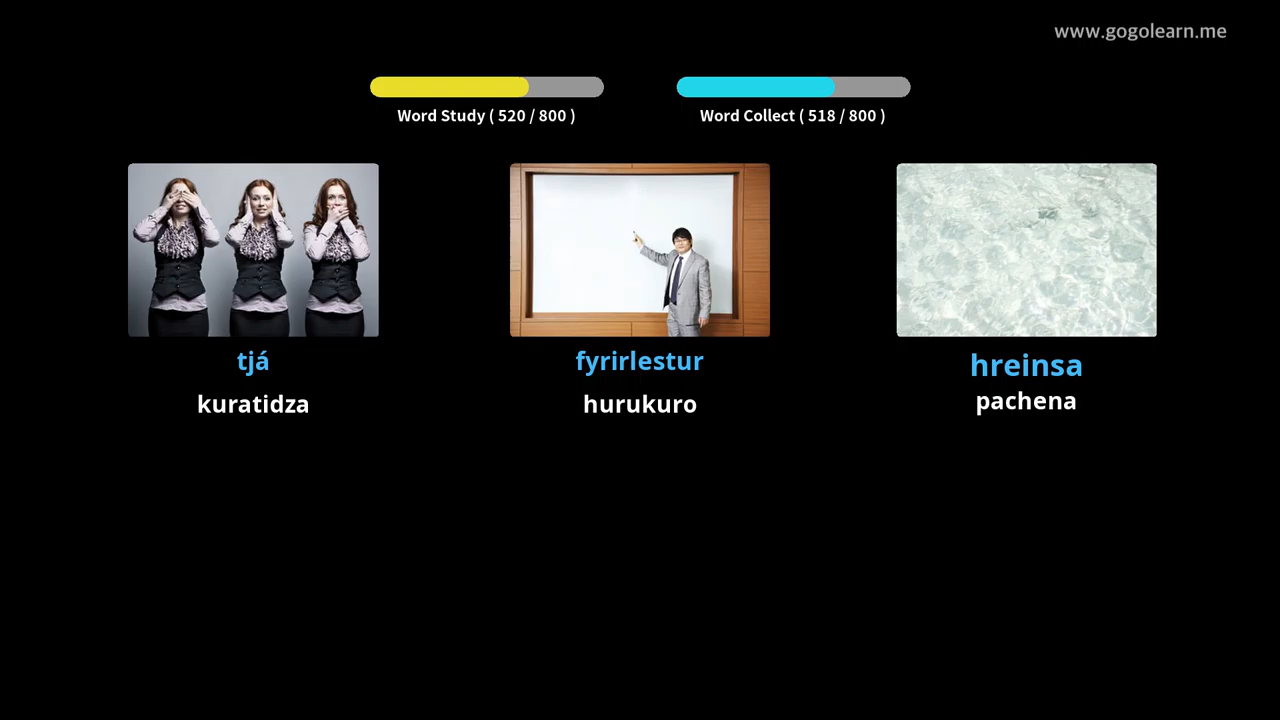 www.gogolearn.me
Word Study ( 520 / 800 )
Word Collect ( 518 / 800 )
tjá
kuratidza
fyrirlestur
hurukuro
hreinsa
pachena